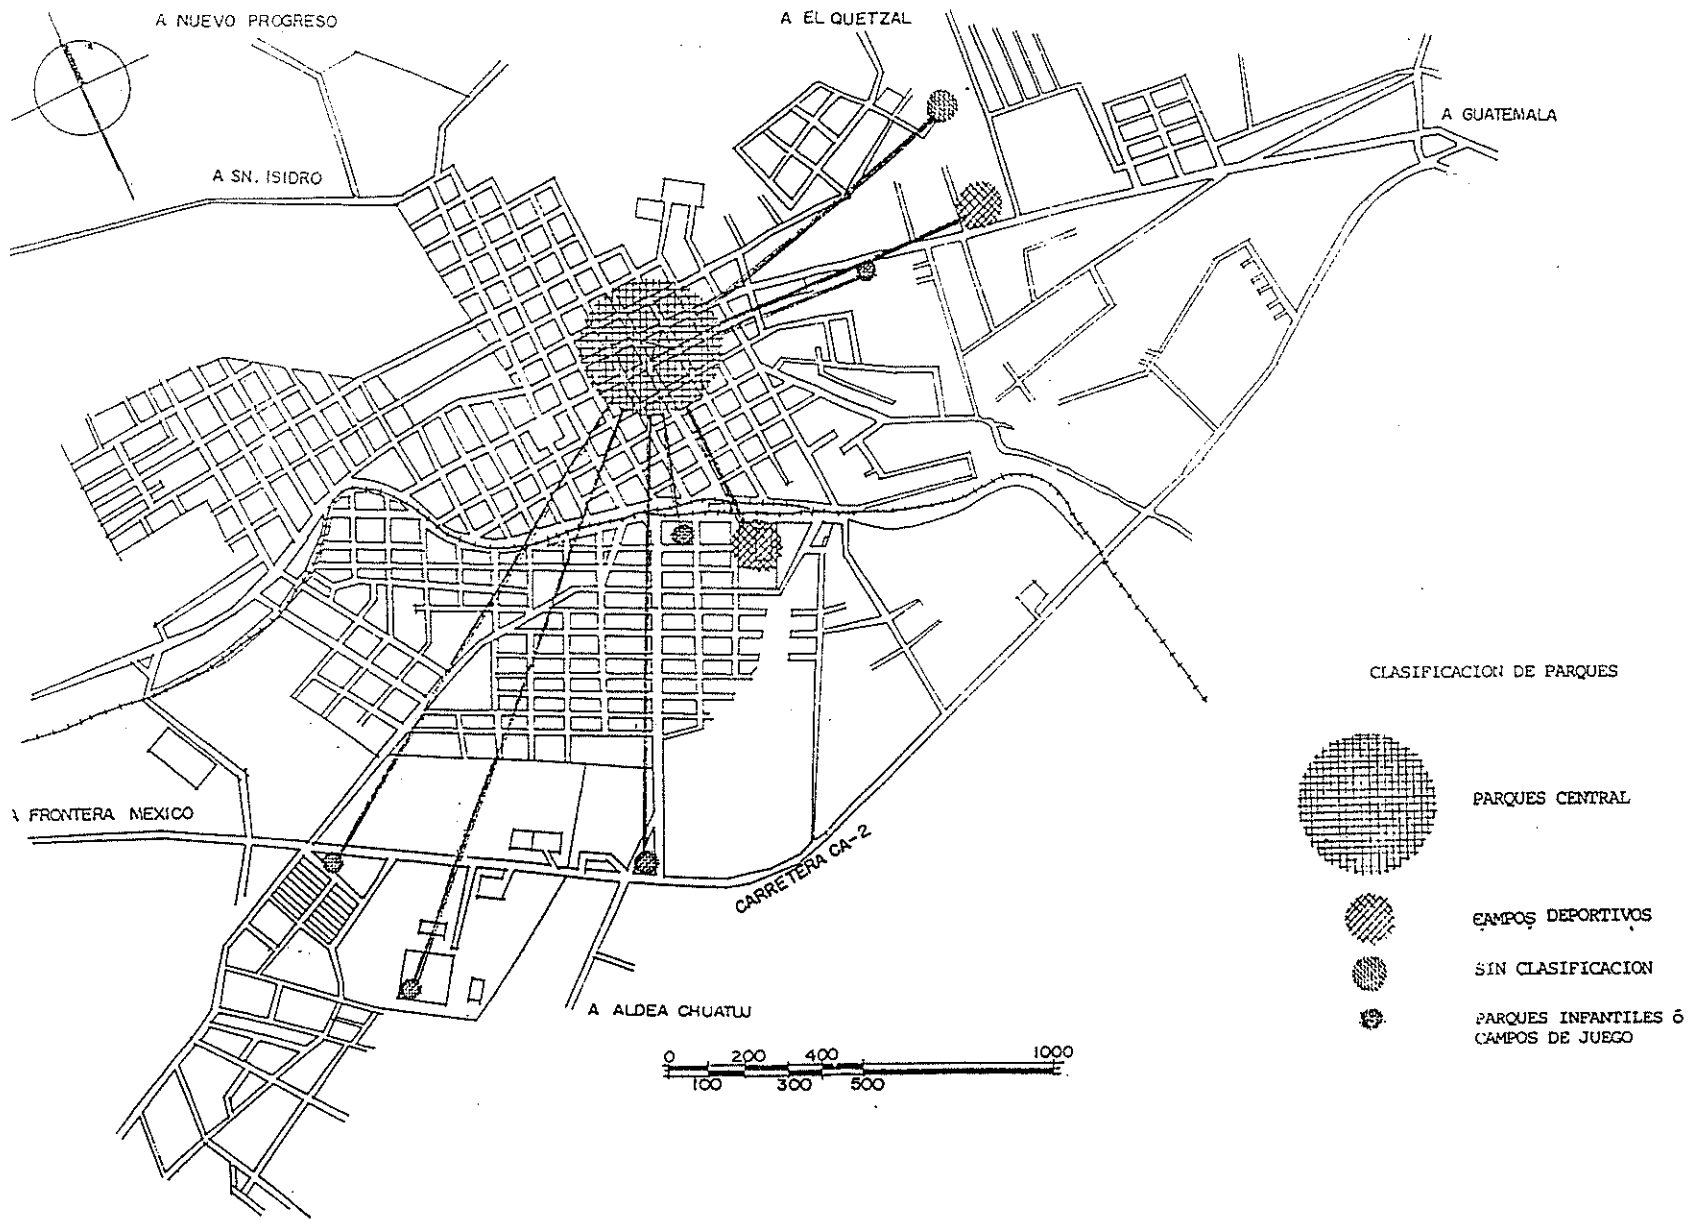 A NUEVO PROGRESO
A EL QUETZAL
A GUATEMALA
A SN. ISIDRO
CLASIFICACION DE PARQUES
A FRONTERA MEXICO
PARQUES CENTRAL
CARRETERA CA-2
CAMPOS DEPORTIVOS
SIN CLASIFICACION
A ALDEA CHUATUJ
PARQUES INFANTILES ó
CAMPOS DE JUEGO
0 200 400 1000
100 300 500